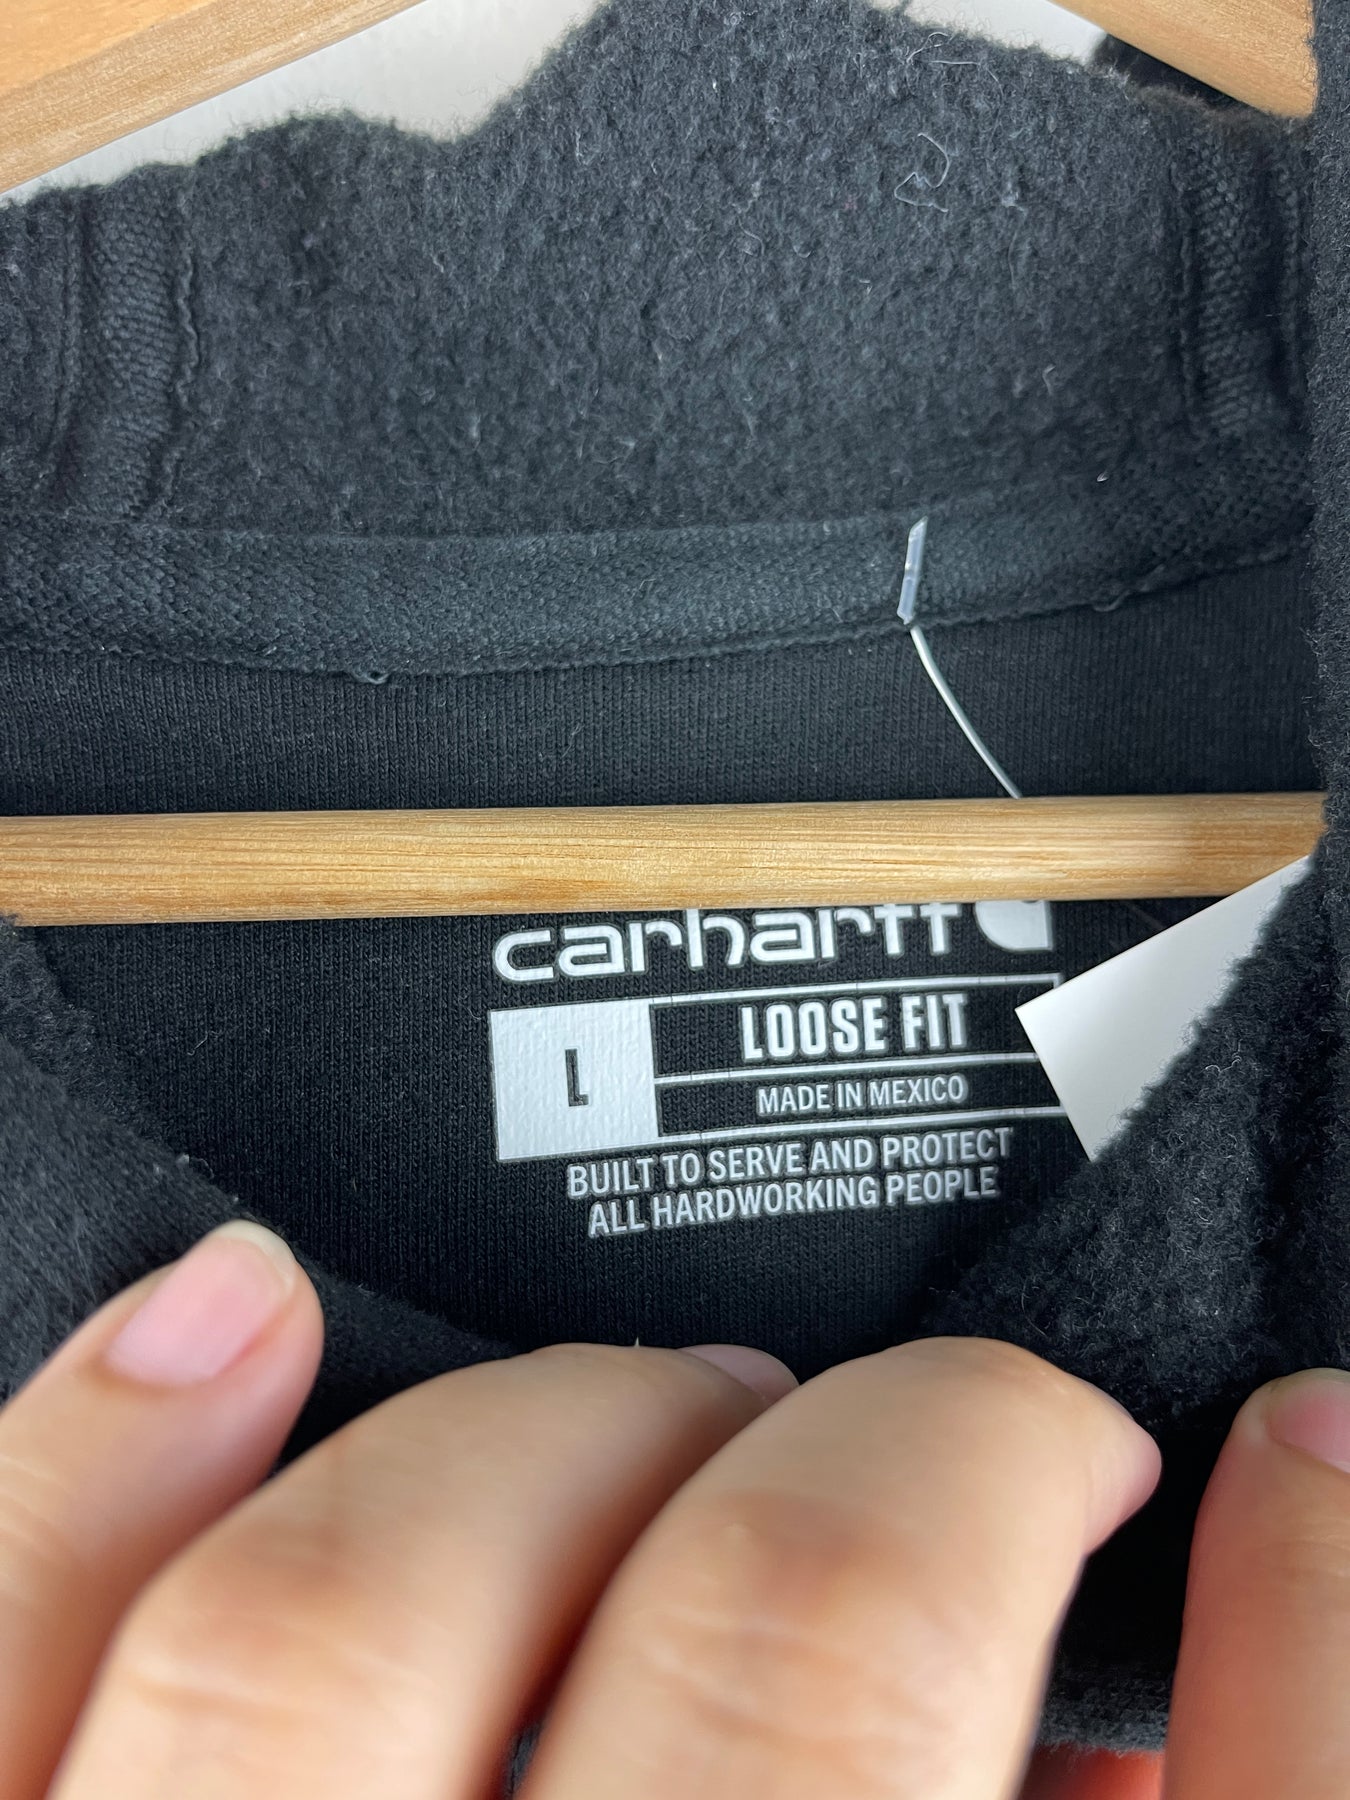 carhartt
L
LOOSE FIT
MADE IN MEXICO
BUILT TO SERVE AND PROTECT
ALL HARDWORKING PEOPLE